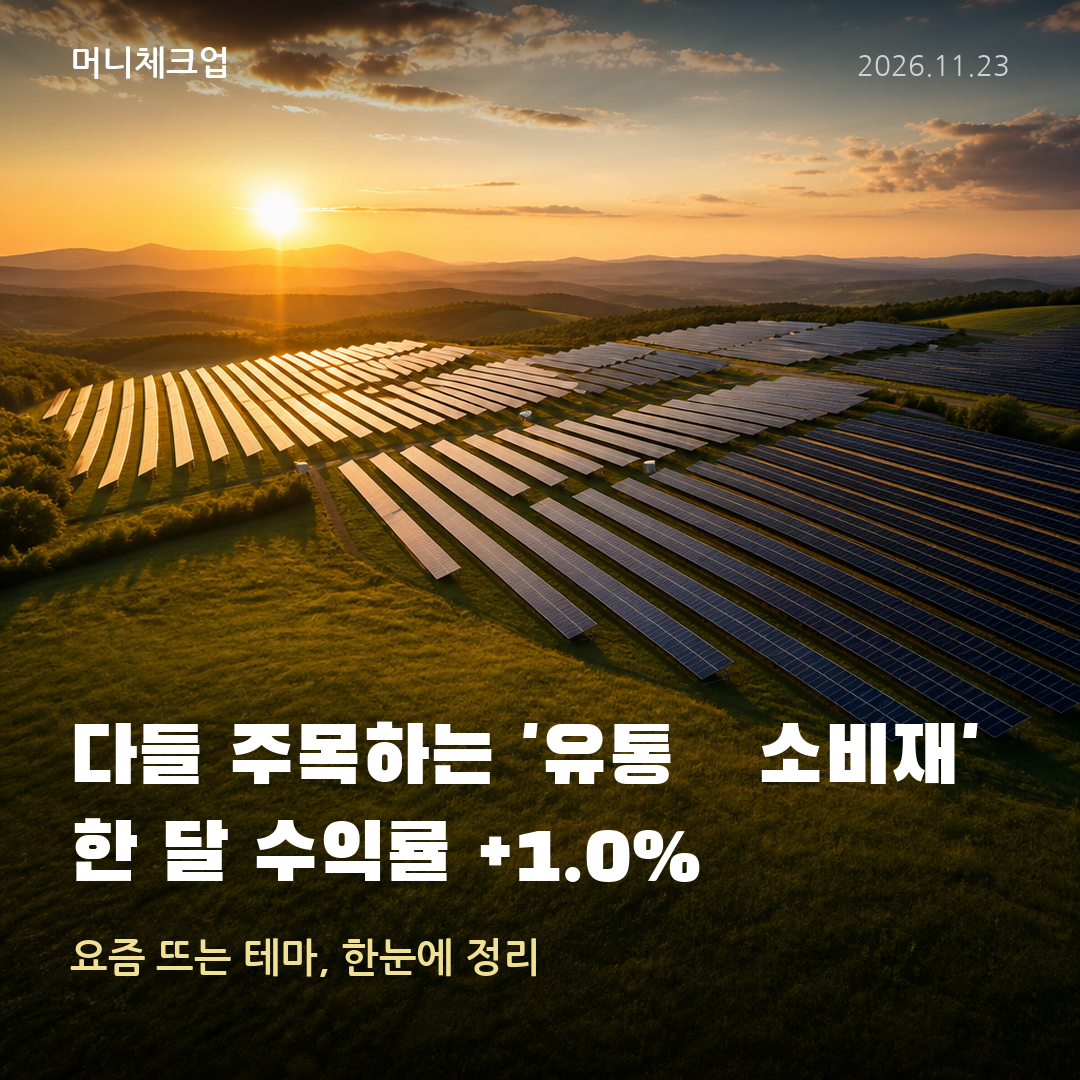 머니체크업
2026.11.23
다들 주목하는 '유통 소비재'
한 달 수익률 +1.0%
요즘 뜨는 테마, 한눈에 정리